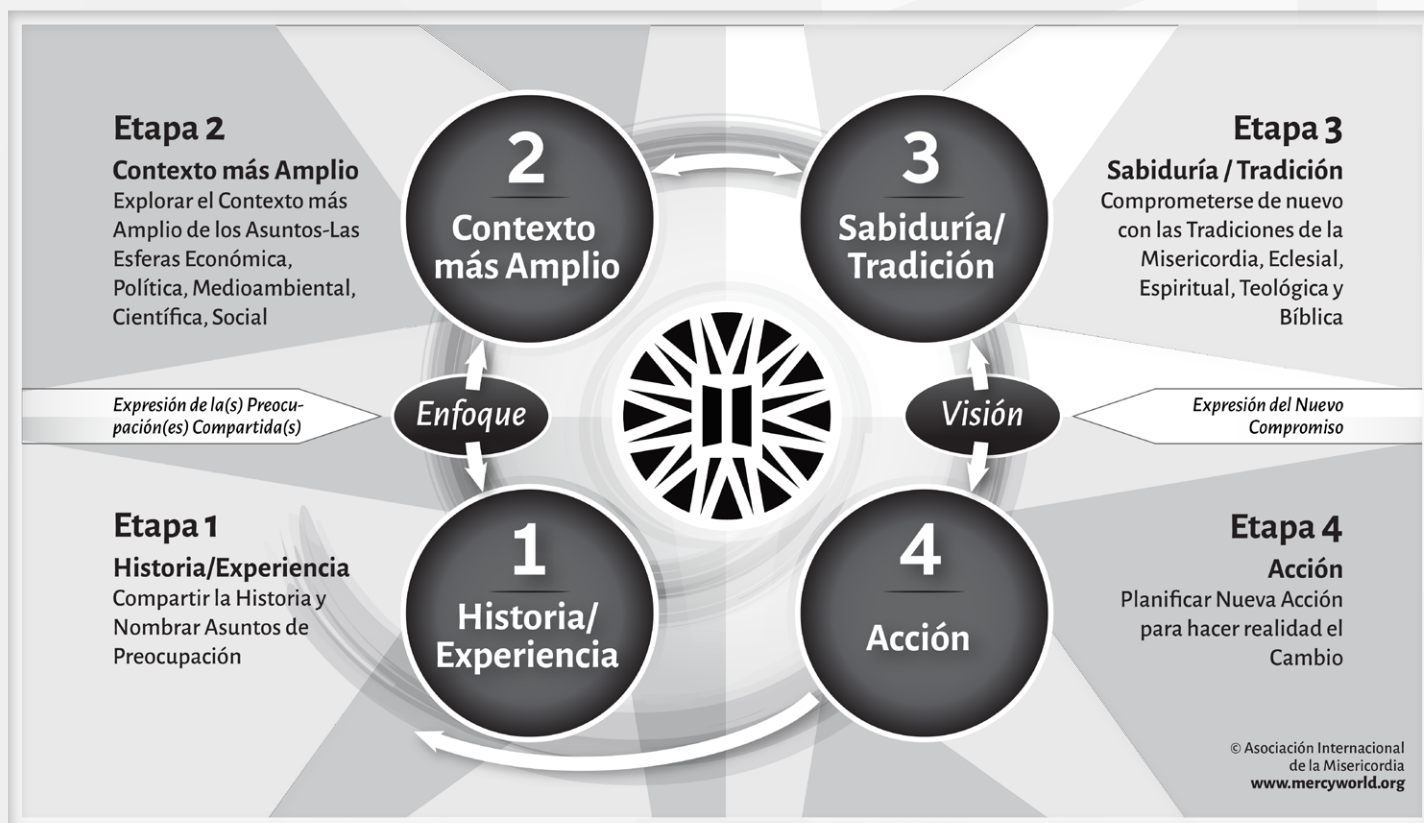 Etapa 2
Contexto más Amplio
Explorar el Contexto más
Amplio de los Asuntos-Las
Esferas Económica,
Política, Medioambiental,
Científica, Social
2
Contexto
más Amplio
3
Sabiduría/
Tradición
Etapa 3
Sabiduría / Tradición
Comprometerse de nuevo
con las Tradiciones de la
Misericordia, Eclesial,
Espiritual, Teológica y
Bíblica
Expresión de la(s) Preocu-
pación(es) Compartida(s)
Enfoque
Visión
Expresión del Nuevo
Compromiso
Etapa 1
Historia/Experiencia
Compartir la Historia y
Nombrar Asuntos de
Preocupación
1
Historia/
Experiencia
4
Acción
Etapa 4
Acción
Planificar Nueva Acción
para hacer realidad el
Cambio
© Asociación Internacional
de la Misericordia
www.mercyworld.org